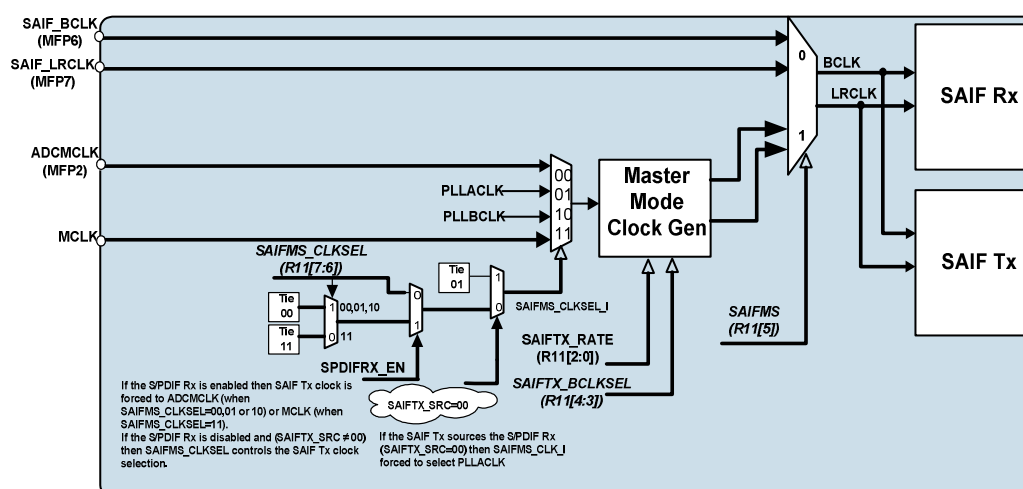 SAIF_BCLK
(MFP6)
SAIF_LRCLK
(MFP7)
0
1
BCLK
LRCLK
SAIF Rx
ADCMCLK
(MFP2)
PLLACLK
PLLBCLK
MCLK
00
01
10
11
Master
Mode
Clock Gen
SAIF Tx
SAIFMS_CLKSEL
(R11[7:6])
Tie
01
1
0
SAIFMS_CLKSEL_I
Tie
00
Tie
11
1
0
00,01,10
11
0
1
SPDIFRX_EN
SAIFTX_SRC=00
SAIFTX_RATE
(R11[2:0])
SAIFTX_BCLKSEL
(R11[4:3])
SAIFMS
(R11[5])
If the S/PDIF Rx is enabled then SAIF Tx clock is
forced to ADCMCLK (when
SAIFMS_CLKSEL=00,01 or 10) or MCLK (when
SAIFMS_CLKSEL=11).
If the S/PDIF Rx is disabled and (SAIFTX_SRC ≠ 00)
then SAIFMS_CLKSEL controls the SAIF Tx clock
selection.
If the SAIF Tx sources the S/PDIF Rx
(SAIFTX_SRC=00) then SAIFMS_CLK_I
forced to select PLLACLK